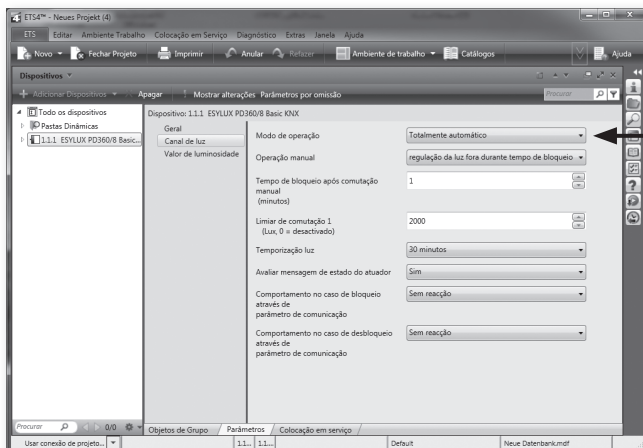 ETS4™ - Neues Projekt (4)
ETS Editar Ambiente Trabalho Colocação em Serviço Diagnóstico Extras Janela Ajuda
Novo Fechar Projeto Imprimir Anular Refazer Ambiente de trabalho Catálogos Ajuda
Dispositivos
Adicionar Dispositivos Apagar Mostrar alterações Parâmetros por omissão Procurar
Todo os dispositivos
Pastas Dinâmicas
1.1.1 ESYLUX PD360/8 Basic...
Dispositivo: 1.1.1 ESYLUX PD360/8 Basic KNX
Geral
Canal de luz
Valor de luminosidade
Modo de operação Totalmente automático
Operação manual regulação da luz fora durante tempo de bloqueio
Tempo de bloqueio após comutação 1
manual
(minutos)
Limiar de comutação 1 2000
(Lux, 0 = desactivado)
Temporização luz 30 minutos
Avaliar mensagem de estado do atuador Sim
Comportamento no caso de bloqueio Sem reacção
através de
parâmetro de comunicação
Comportamento no caso de desbloqueio Sem reacção
através de
parâmetro de comunicação
Procurar 0/0
Objetos de Grupo Parâmetros Colocação em serviço
Usar conexão de projeto... 1.1... 1.1... Default Neue Datenbank.mdf